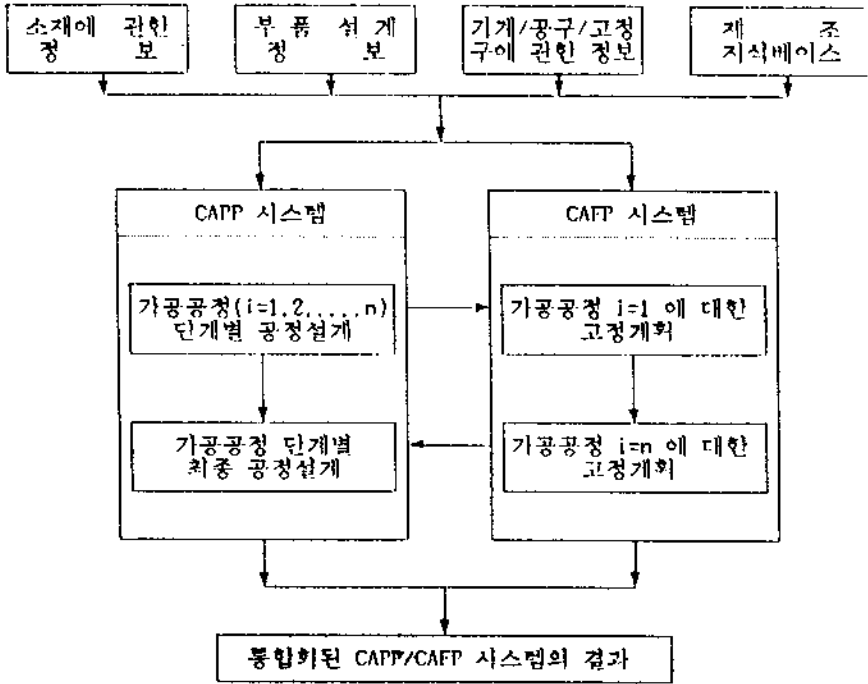 소재에 관한
정 보
부 품 설 계
정 보
기계/공구/고정
구에 관한 정보
제 조
지식베이스
CAPP 시스템
가공공정(i=1,2,...,n)
단계별 공정설계
가공공정 단계별
최종 공정설계
CAFP 시스템
가공공정 i=1 에 대한
고정계획
가공공정 i=n 에 대한
고정계획
통합화된 CAPP/CAFP 시스템의 결과